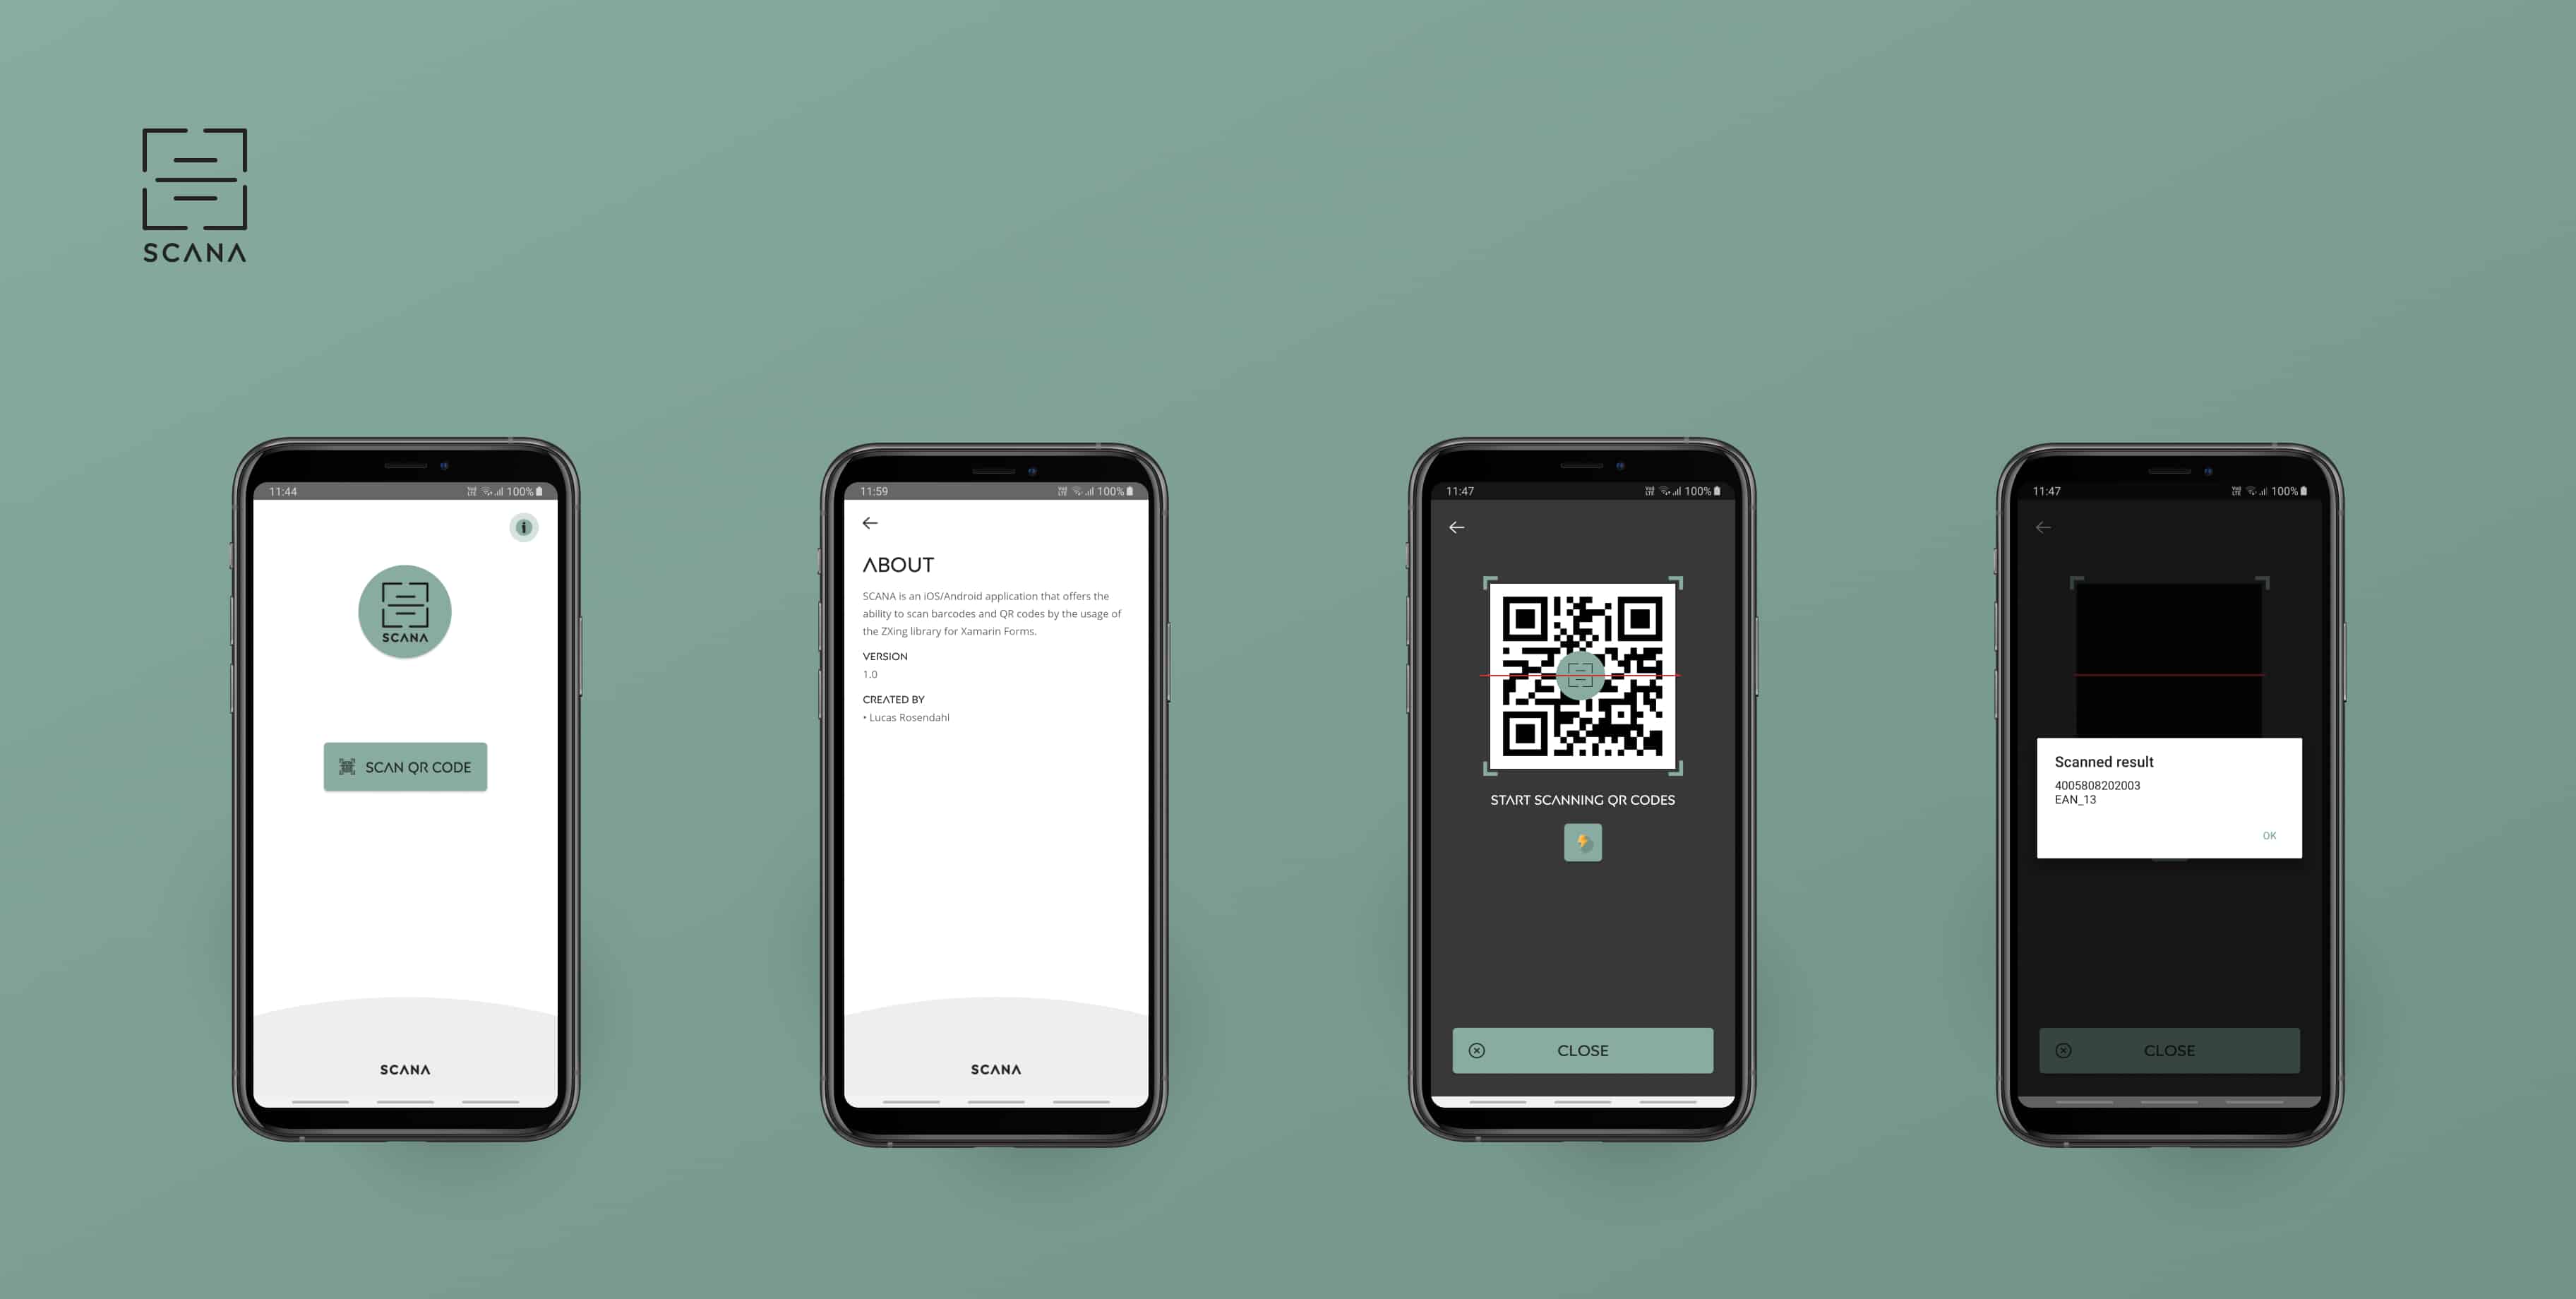 SCANA
11:44
100%
SCANA
SCAN QR CODE
SCANA
11:59
100%
ABOUT
SCANA is an iOS/Android application that offers the
ability to scan barcodes and QR codes by the usage of
the ZXing library for Xamarin Forms.
VERSION
1.0
CREATED BY
• Lucas Rosendahl
SCANA
11:47
100%
START SCANNING QR CODES
CLOSE
11:47
100%
Scanned result
4005808202003
EAN_13
OK
CLOSE